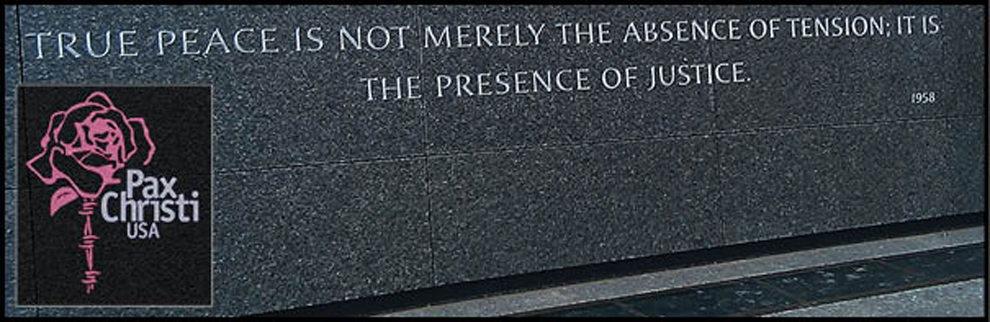 TRUE PEACE IS NOT MERELY THE ABSENCE OF TENSION; IT IS
THE PRESENCE OF JUSTICE.
1958
Pax
Christi
USA